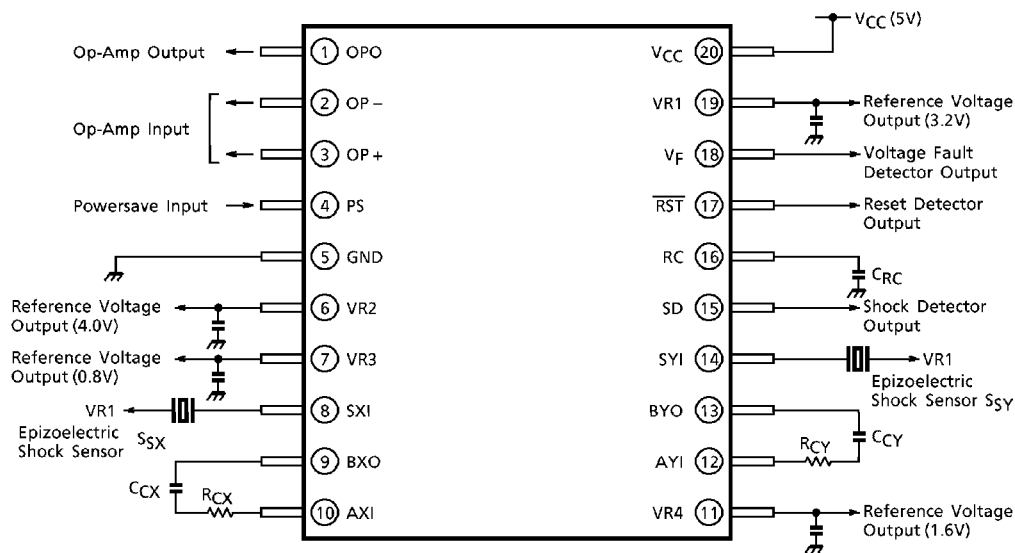 VCC (5V)
Op-Amp Output
1 OPO
VCC 20
Op-Amp Input
2 OP−
VR1 19
Reference Voltage
Output (3.2V)
3 OP+
VF 18
Voltage Fault
Detector Output
Powersave Input
4 PS
RST 17
Reset Detector
Output
5 GND
RC 16
CRC
Reference Voltage
Output (4.0V)
6 VR2
SD 15
Shock Detector
Output
Reference Voltage
Output (0.8V)
7 VR3
SYI 14
VR1
Epizoelectric
Shock Sensor SSY
VR1
Epizoelectric
Shock Sensor
SSX
8 SXI
BYO 13
CCY
9 BXO
CCX
RCX
10 AXI
RCY
AYI 12
VR4 11
Reference Voltage
Output (1.6V)